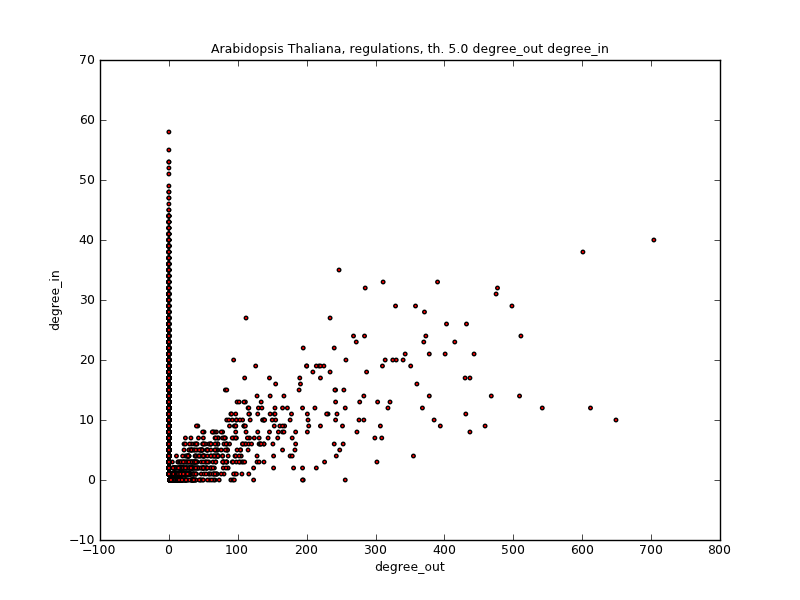 Arabidopsis Thaliana, regulations, th. 5.0 degree_out degree_in
70
60
50
40
30
20
10
0
−10
degree_in
−100 0 100 200 300 400 500 600 700 800
degree_out